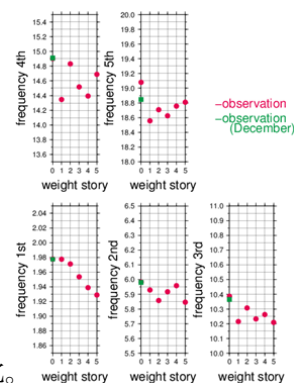 15.4
15.2
15.0
14.8
14.6
14.4
14.2
14.0
13.8
13.6
frequency 4th
0 1 2 3 4 5
weight story
20.0
19.8
19.6
19.4
19.2
19.0
18.8
18.6
18.4
18.2
18.0
frequency 5th
0 1 2 3 4 5
weight story
–observation
–observation
(December)
2.04
2.02
2.00
1.98
1.96
1.94
1.92
1.90
1.88
1.86
frequency 1st
0 1 2 3 4 5
weight story
6.5
6.4
6.3
6.2
6.1
6.0
5.9
5.8
5.7
5.6
5.5
frequency 2nd
0 1 2 3 4 5
weight story
11.0
10.9
10.8
10.7
10.6
10.5
10.4
10.3
10.2
10.1
10.0
frequency 3rd
0 1 2 3 4 5
weight story